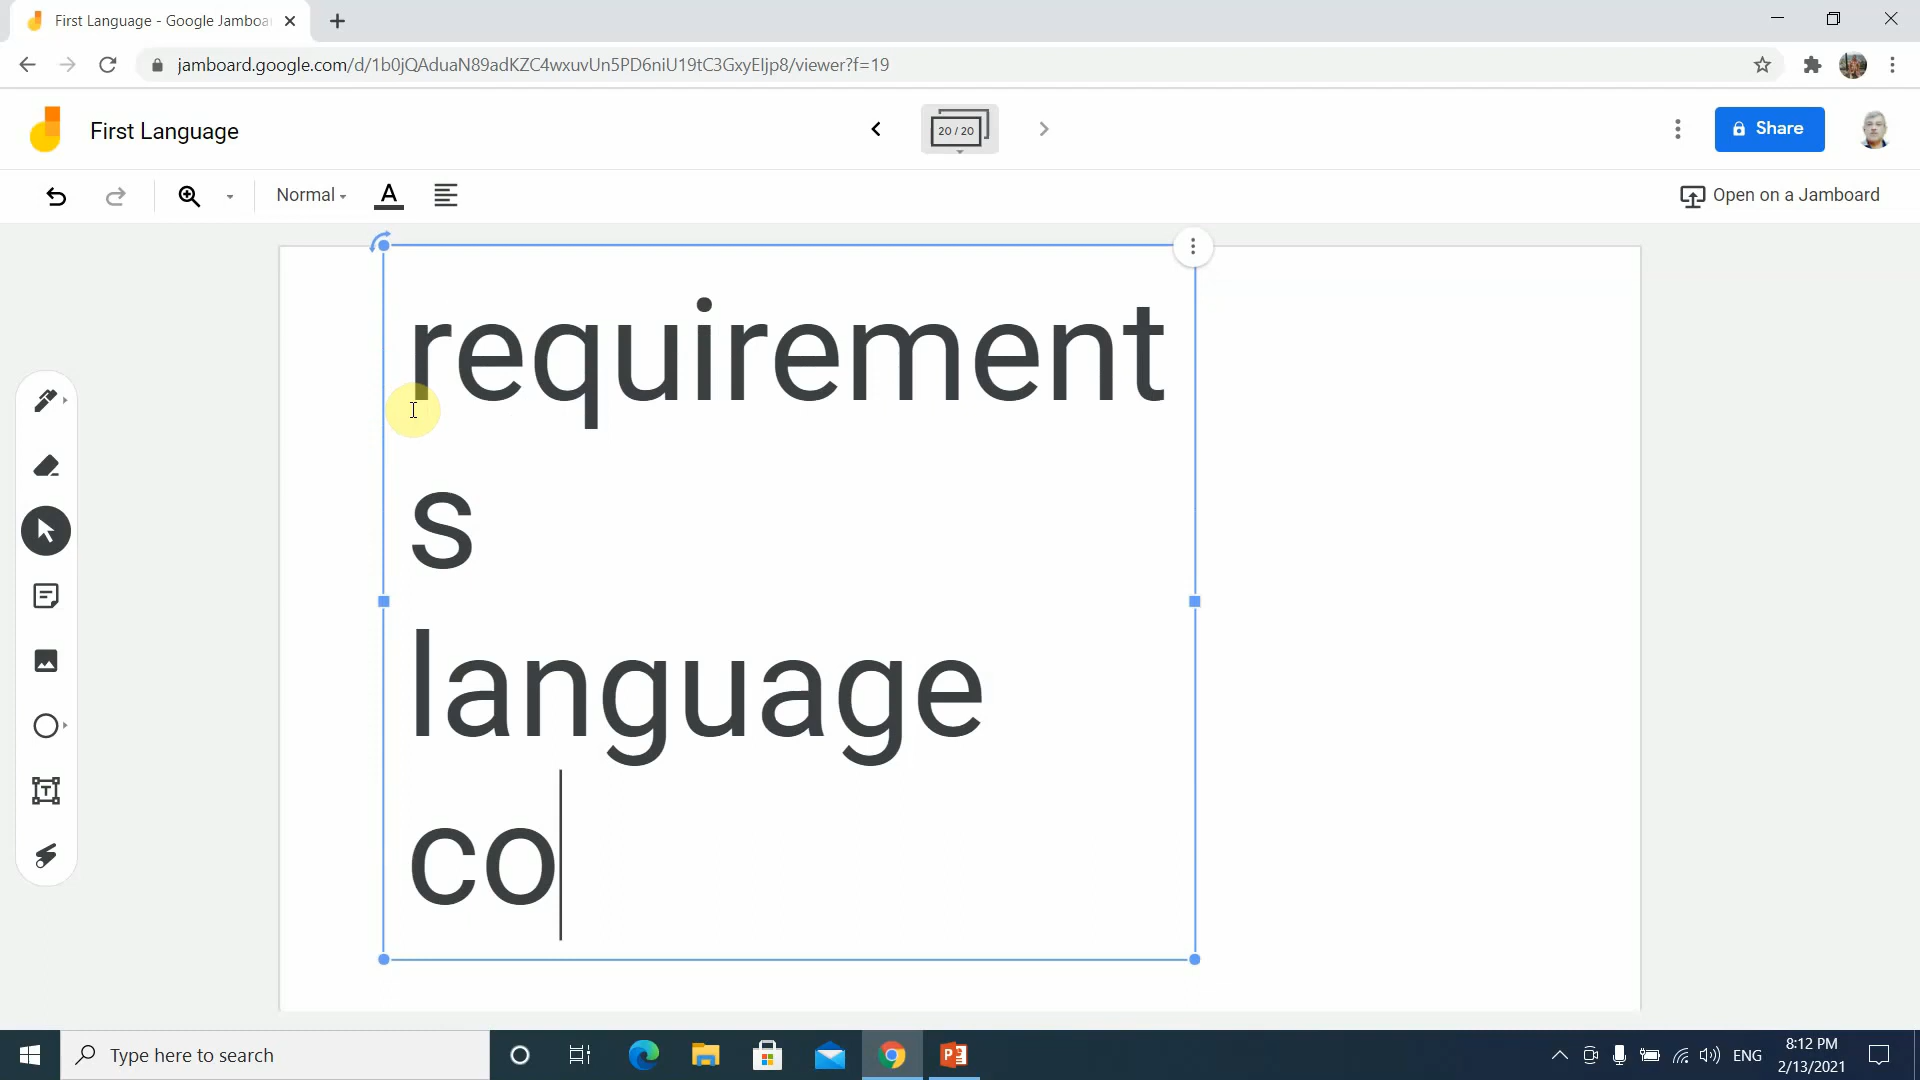 First Language - Google Jamboa
jamboard.google.com/d/1b0jQAduaN89adKZC4wxuvUn5PD6niU19tC3GxyEljp8/viewer?f=19
First Language
20 / 20
Share
Normal
A
Open on a Jamboard
requirement
s
language
co
Type here to search
ENG
8:12 PM
2/13/2021